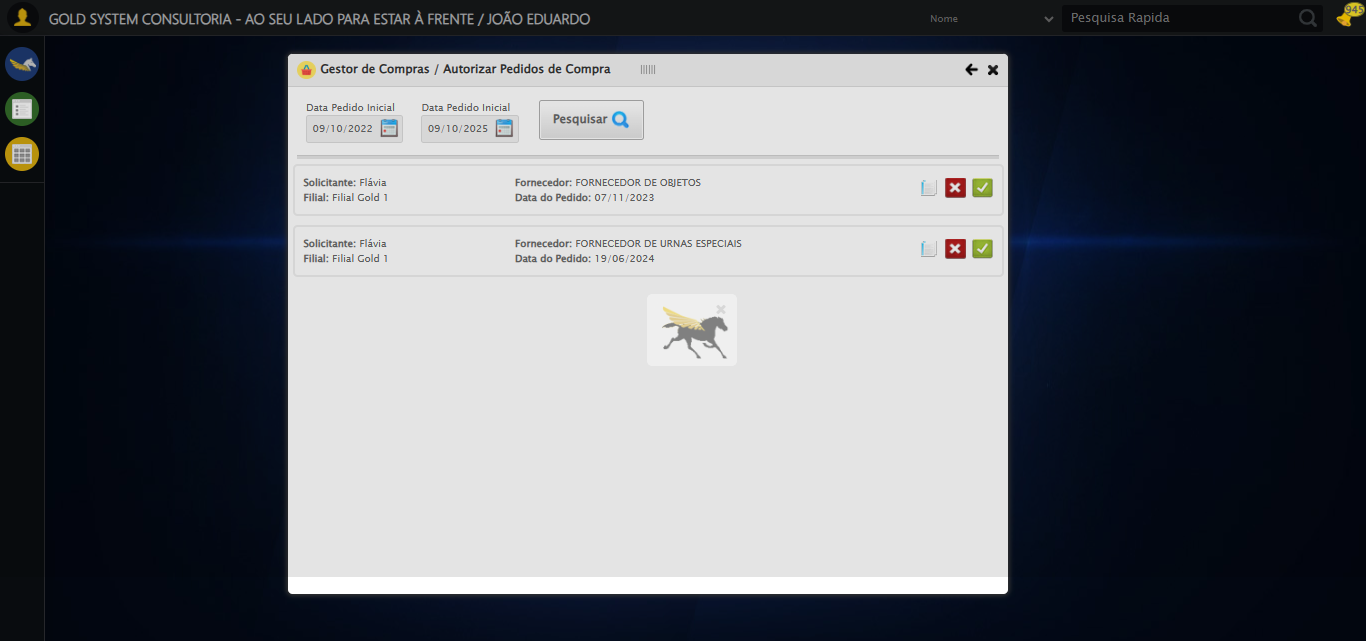 GOLD SYSTEM CONSULTORIA - AO SEU LADO PARA ESTAR À FRENTE / JOÃO EDUARDO
Nome
Pesquisa Rapida
945
Gestor de Compras / Autorizar Pedidos de Compra
Data Pedido Inicial
Data Pedido Inicial
09/10/2022
09/10/2025
Pesquisar
Solicitante: Flávia
Fornecedor: FORNECEDOR DE OBJETOS
Filial: Filial Gold 1
Data do Pedido: 07/11/2023
Solicitante: Flávia
Fornecedor: FORNECEDOR DE URNAS ESPECIAIS
Filial: Filial Gold 1
Data do Pedido: 19/06/2024